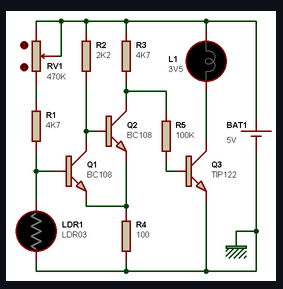 RV1
470K
R2
2K2
R3
4K7
L1
3V5
R1
4K7
Q2
BC108
R5
100K
BAT1
5V
Q1
BC108
Q3
TIP122
LDR1
LDR03
R4
100